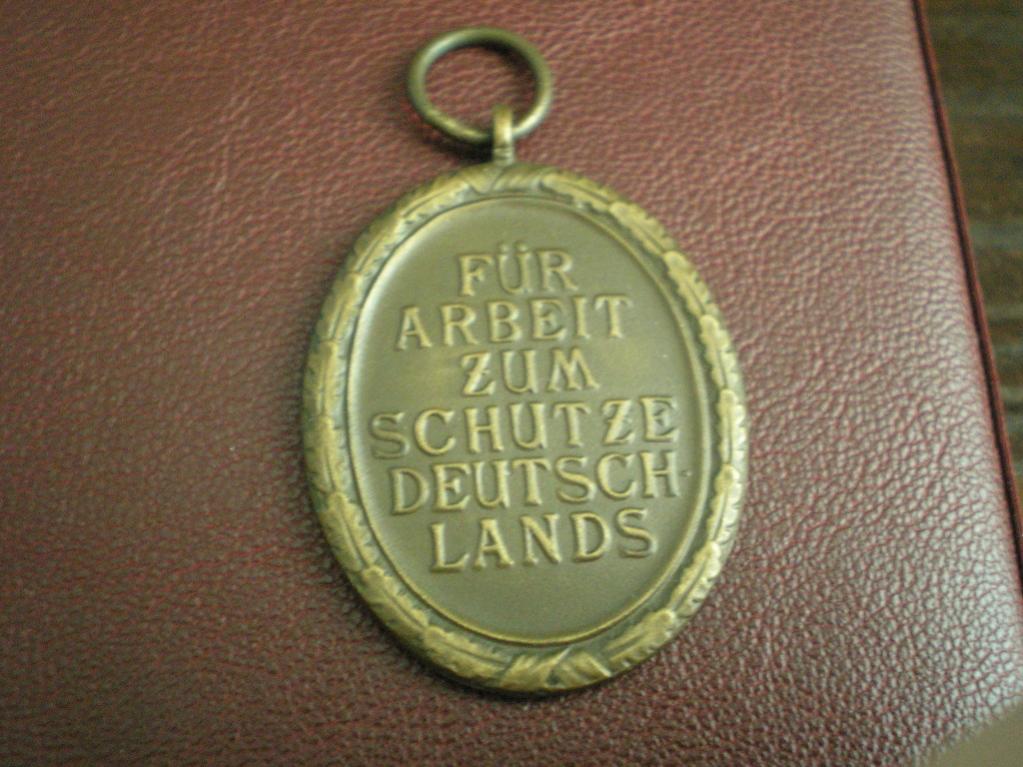 FÜR
ARBEIT
ZUM
SCHUTZE
DEUTSCH-
LANDS